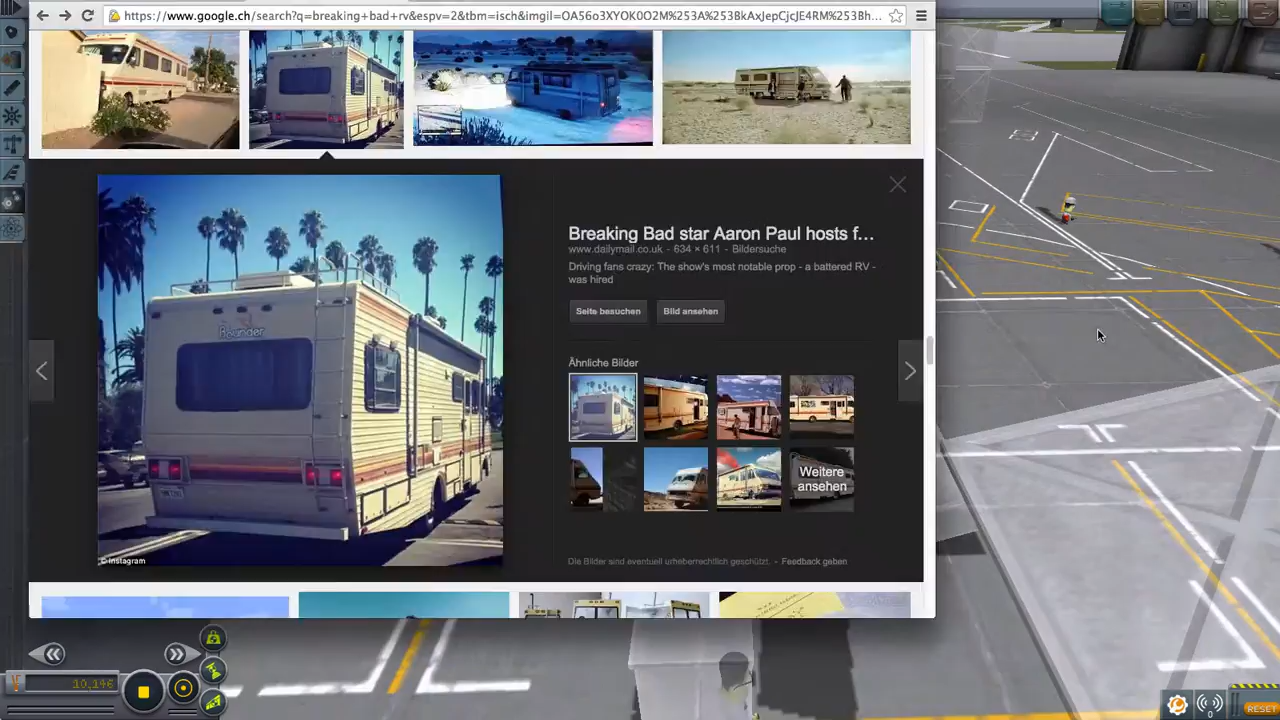 https://www.google.ch/search?q=breaking+bad+rv&espv=2&tbm=isch&imgil=OA56o3XYOK0O2M%253A%253BkAxJepCjcJE4RM%253Bh...
Breaking Bad star Aaron Paul hosts f...
www.dailymail.co.uk - 634 × 611 - Bildersuche
Driving fans crazy: The show's most notable prop - a battered RV -
was hired
Seite besuchen
Bild ansehen
Bounder
Ähnliche Bilder
Weitere
ansehen
© Instagram
Die Bilder sind eventuell urheberrechtlich geschützt. - Feedback geben
0
RESET